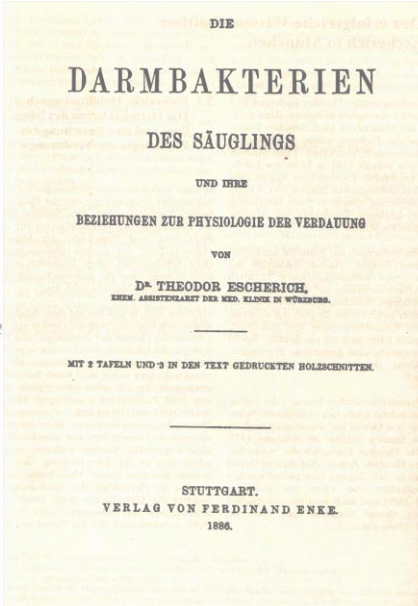 DIE
DARMBAKTERIEN
DES SÄUGLINGS
UND IHRE
BEZIEHUNGEN ZUR PHYSIOLOGIE DER VERDAUUNG
VON
DR. THEODOR ESCHERICH,
EHEM. ASSISTENZARZT DER MED. KLINIK IN WÜRZBURG.
MIT 2 TAFELN UND 3 IN DEN TEXT GEDRUCKTEN HOLZSCHNITTEN.
STUTTGART.
VERLAG VON FERDINAND ENKE.
1886.